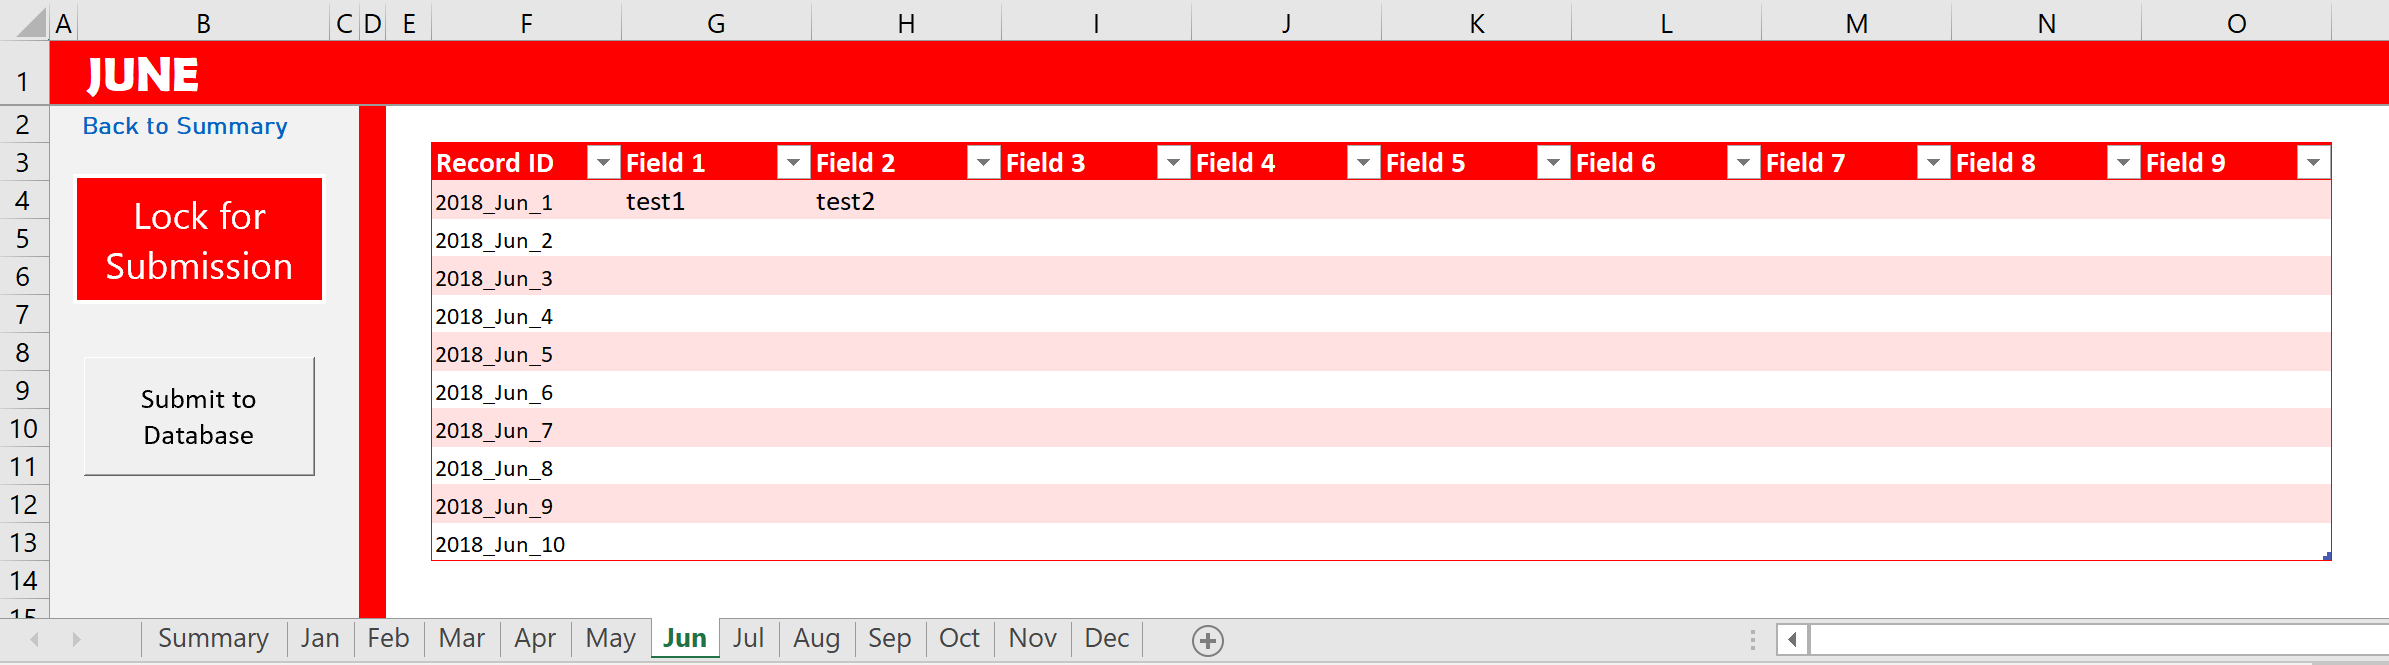 A B C D E F G H I J K L M N O
1 JUNE
2 Back to Summary
3 Record ID Field 1 Field 2 Field 3 Field 4 Field 5 Field 6 Field 7 Field 8 Field 9
4 2018_Jun_1 test1 test2
Lock for
Submission
5 2018_Jun_2
6 2018_Jun_3
7 2018_Jun_4
8 2018_Jun_5
9 2018_Jun_6
Submit to
Database
10 2018_Jun_7
11 2018_Jun_8
12 2018_Jun_9
13 2018_Jun_10
14
15
Summary Jan Feb Mar Apr May Jun Jul Aug Sep Oct Nov Dec